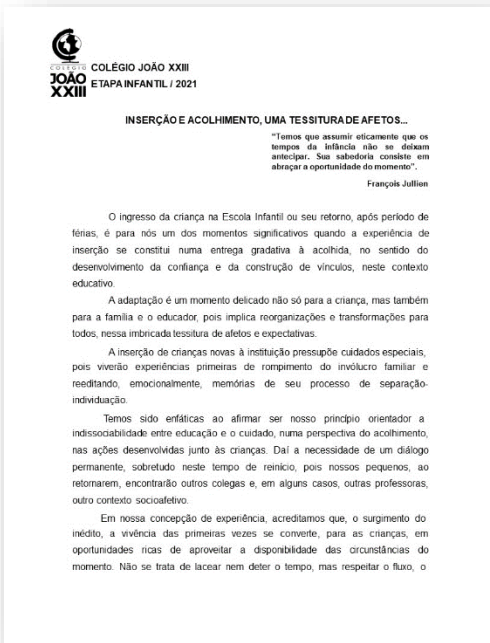 COLÉGIO
JOÃO
XXIII
COLÉGIO JOÃO XXIII
ETAPA INFANTIL / 2021
INSERÇÃO E ACOLHIMENTO, UMA TESSITURA DE AFETOS...
"Temos que assumir eticamente que os
tempos da infância não se deixam
antecipar. Sua sabedoria consiste em
abraçar a oportunidade do momento".
François Jullien
O ingresso da criança na Escola Infantil ou seu retorno, após período de
férias, é para nós um dos momentos significativos quando a experiência de
inserção se constitui numa entrega gradativa à acolhida, no sentido do
desenvolvimento da confiança e da construção de vínculos, neste contexto
educativo.
A adaptação é um momento delicado não só para a criança, mas também
para a família e o educador, pois implica reorganizações e transformações para
todos, nessa imbricada tessitura de afetos e expectativas.
A inserção de crianças novas à instituição pressupõe cuidados especiais,
pois viverão experiências primeiras de rompimento do invólucro familiar e
reeditando, emocionalmente, memórias de seu processo de separação-
individuação.
Temos sido enfáticas ao afirmar ser nosso princípio orientador a
indissociabilidade entre educação e o cuidado, numa perspectiva do acolhimento,
nas ações desenvolvidas junto às crianças. Daí a necessidade de um diálogo
permanente, sobretudo neste tempo de reinício, pois nossos pequenos, ao
retornarem, encontrarão outros colegas e, em alguns casos, outras professoras,
outro contexto socioafetivo.
Em nossa concepção de experiência, acreditamos que, o surgimento do
inédito, a vivência das primeiras vezes se converte, para as crianças, em
oportunidades ricas de aproveitar a disponibilidade das circunstâncias do
momento. Não se trata de lacear nem deter o tempo, mas respeitar o fluxo, o